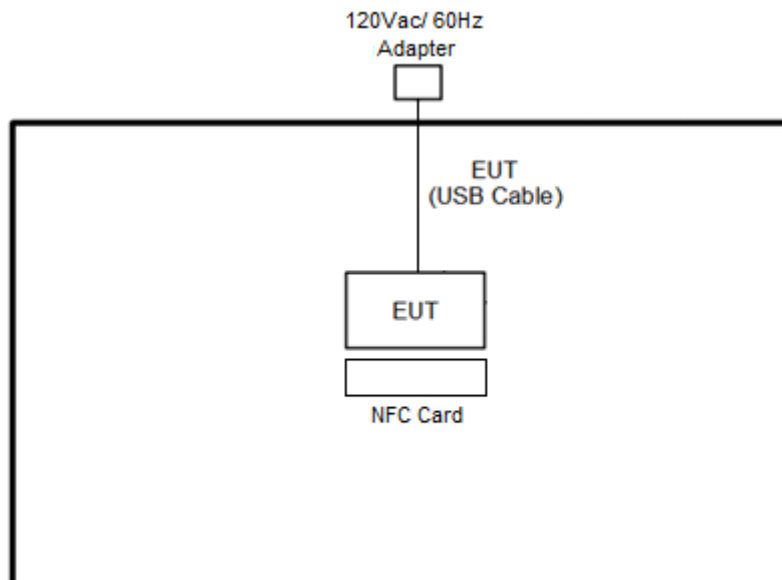 120Vac/ 60Hz
Adapter
EUT
(USB Cable)
EUT
NFC Card